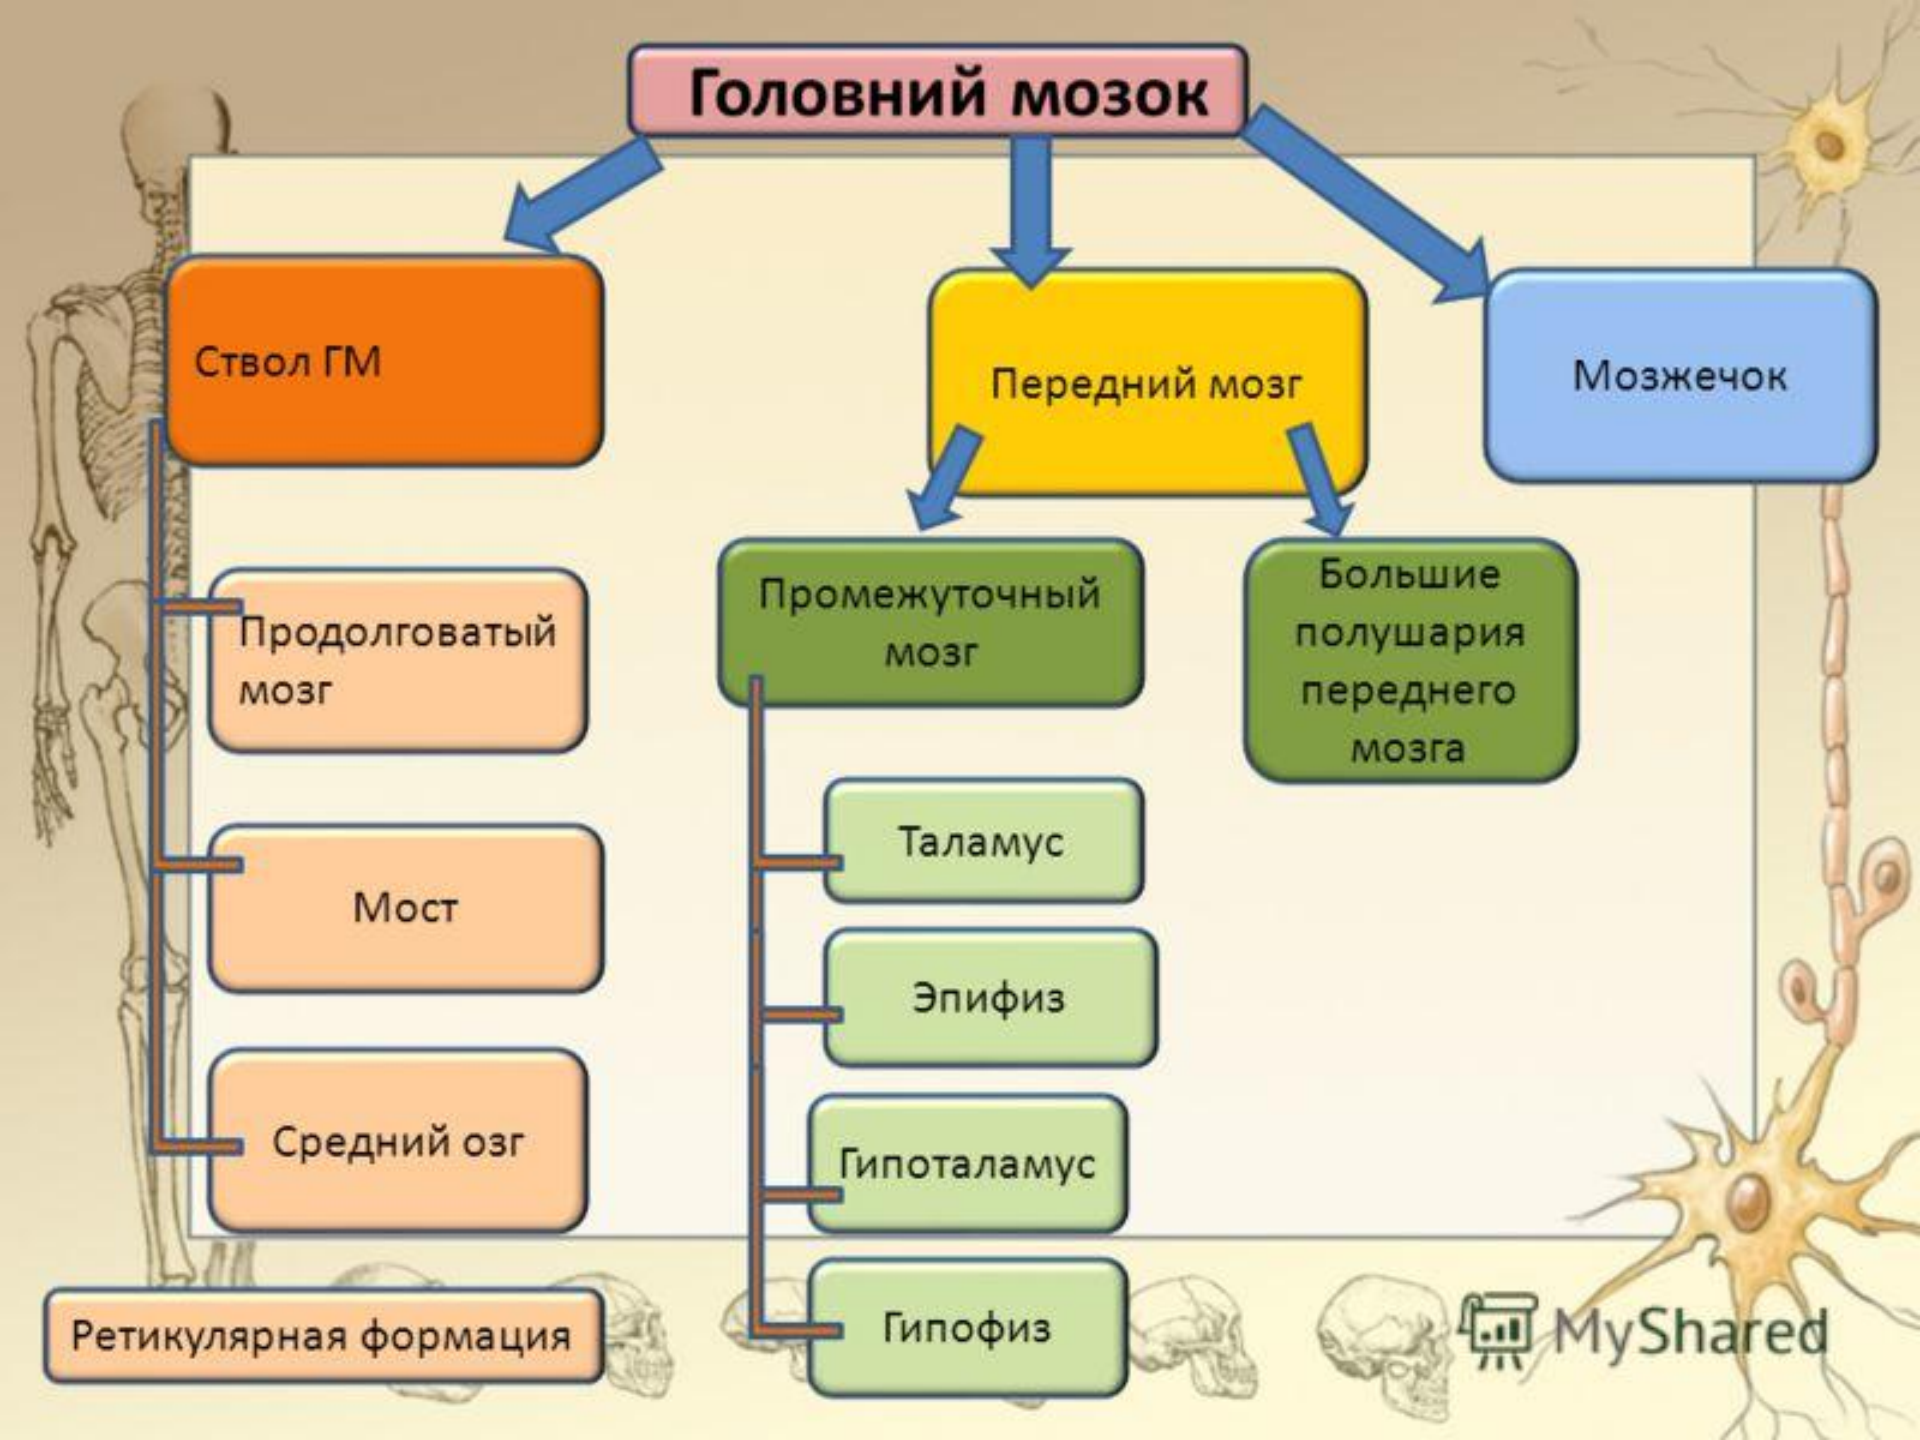 Головний мозок
Ствол ГМ
Продолговатый
мозг
Мост
Средний озг
Ретикулярная формация
Передний мозг
Промежуточный
мозг
Таламус
Эпифиз
Гипоталамус
Гипофиз
Большие
полушария
переднего
мозга
Мозжечок
MyShared